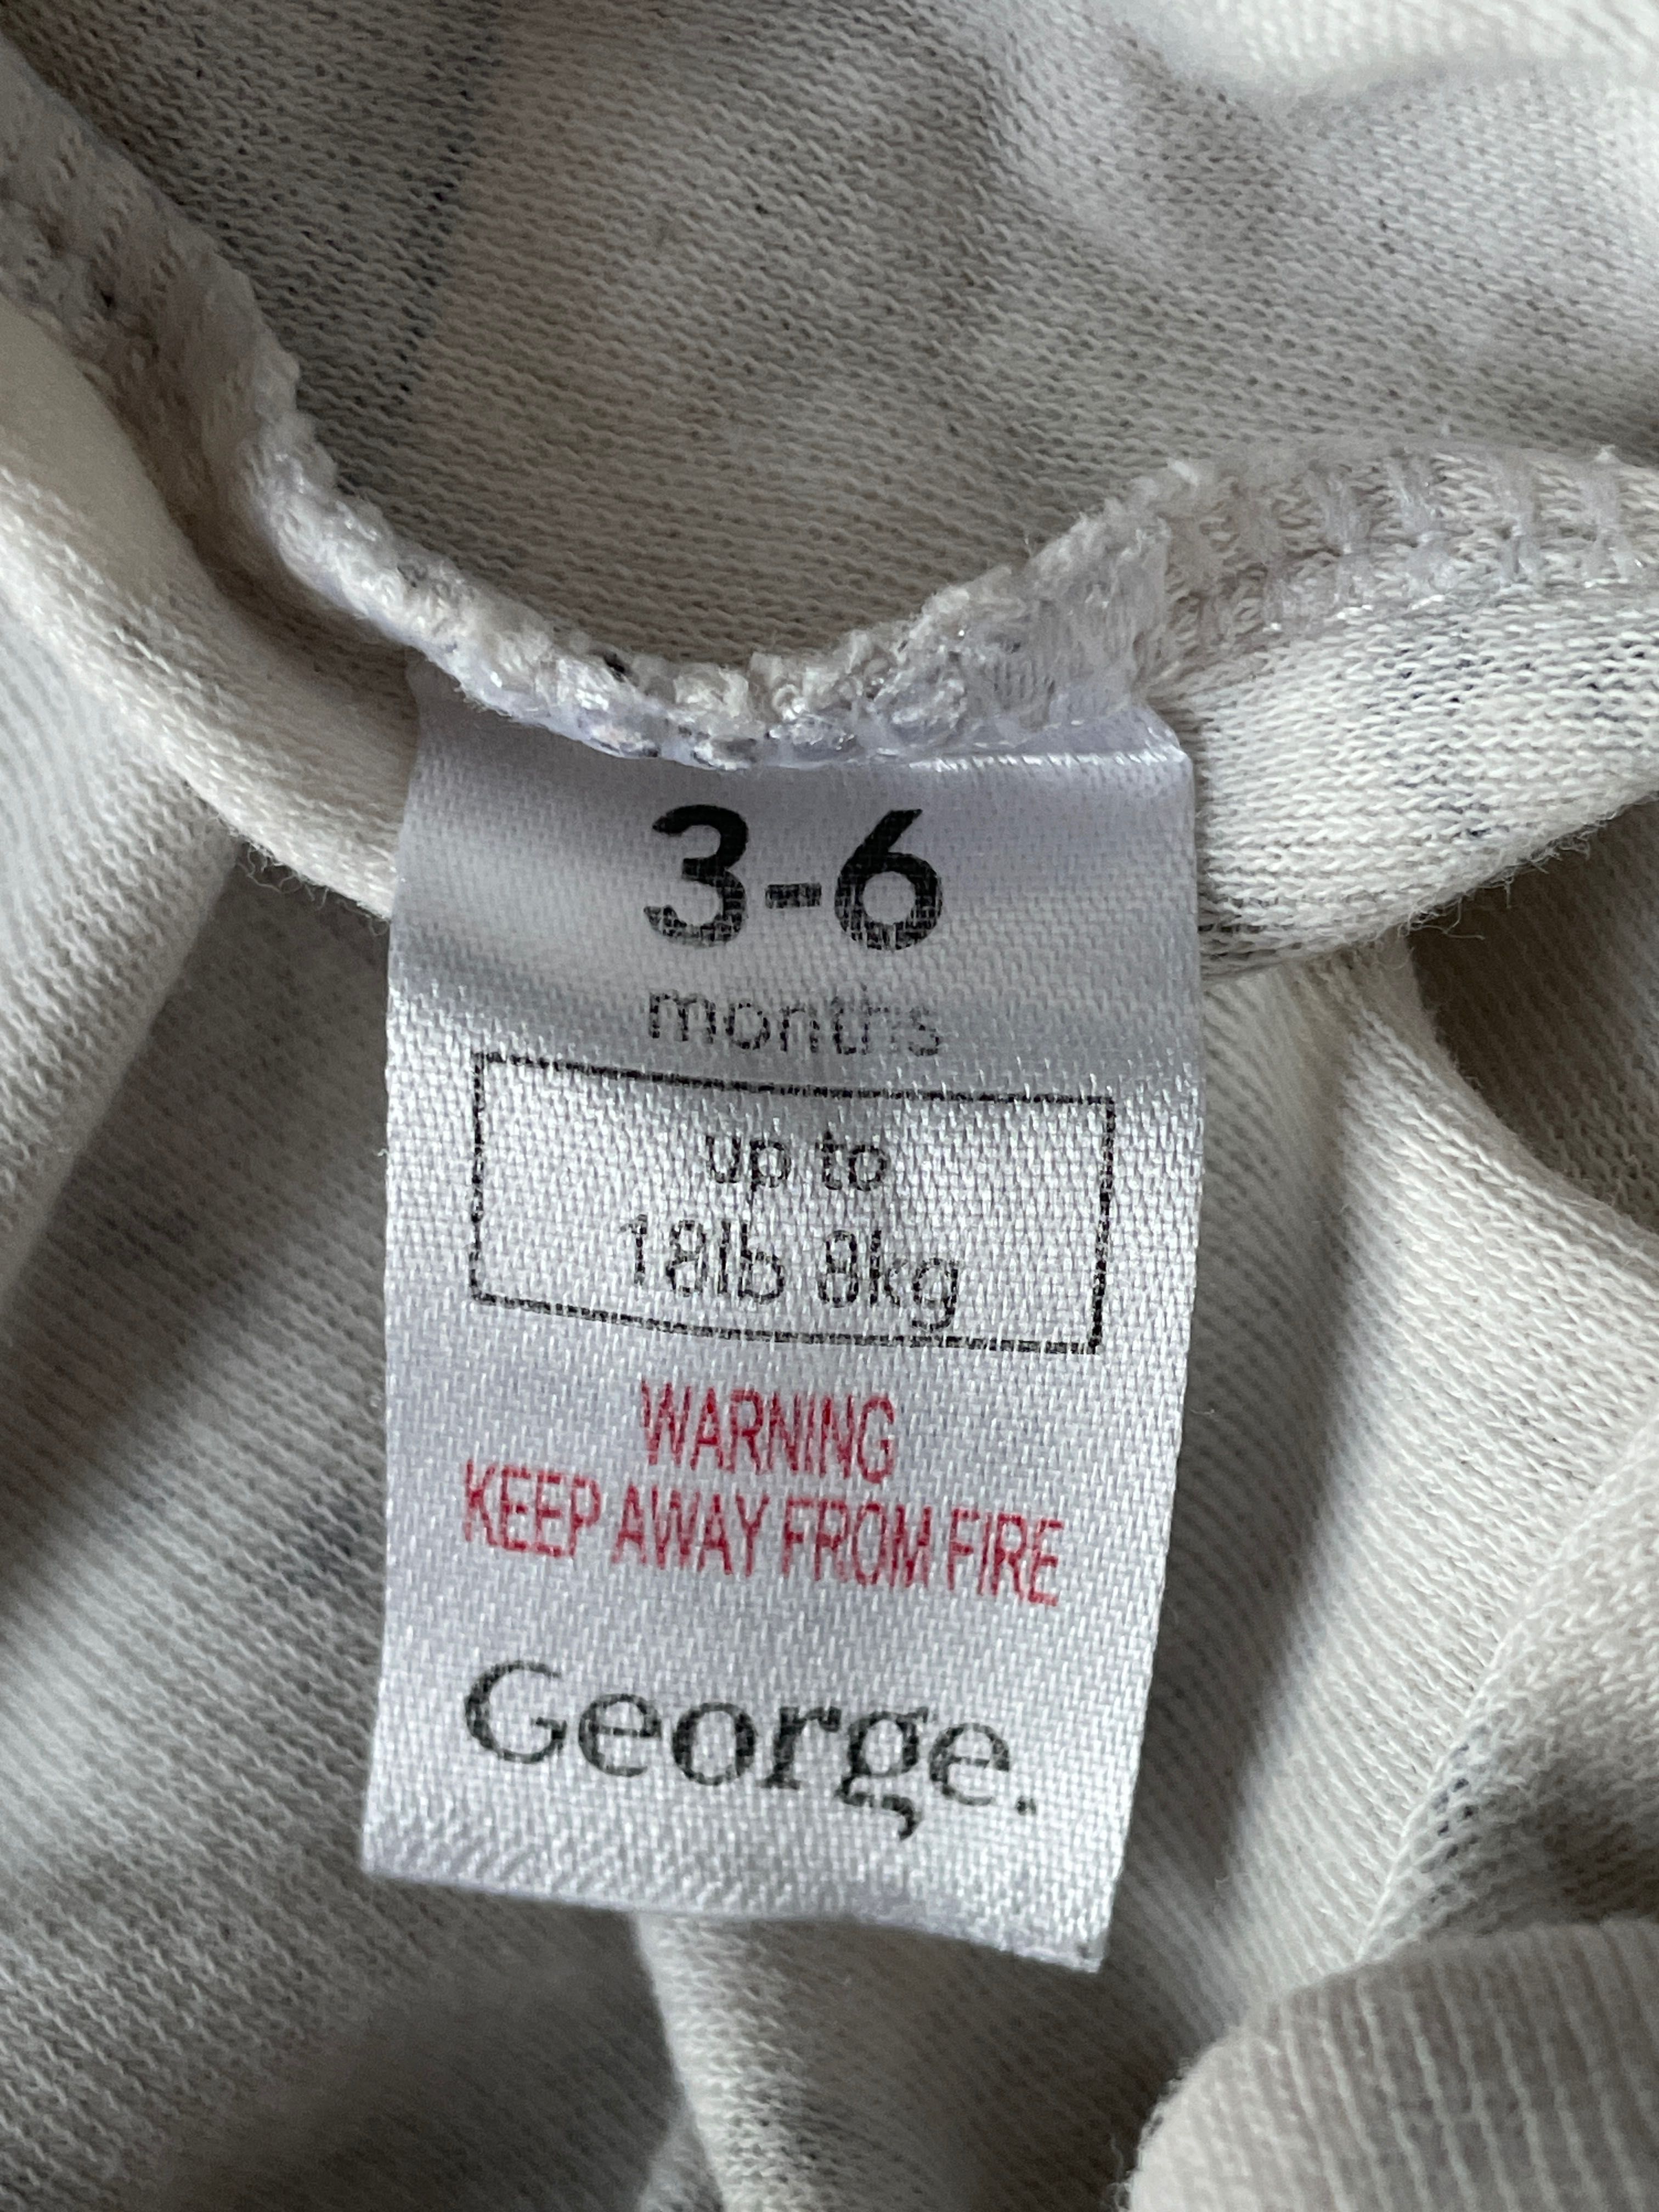 3-6
months
up to
18lb 8kg
WARNING
KEEP AWAY FROM FIRE
George.